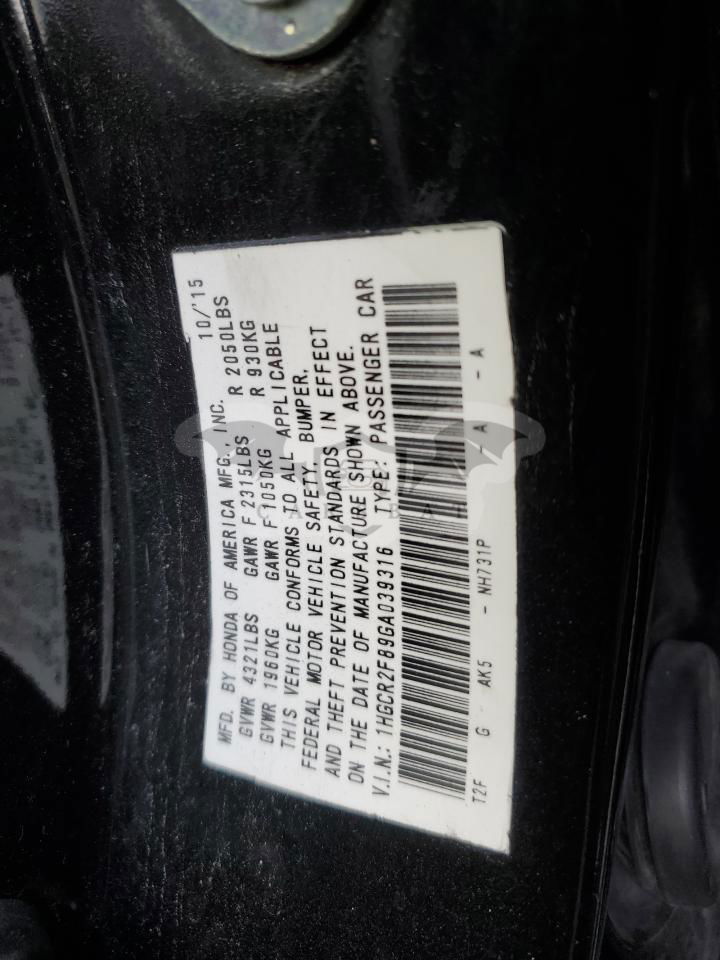 MFD. BY HONDA OF AMERICA MFG., INC. 10/'15
GVWR 4321LBS GAWR F 2315LBS R 2050LBS
GVWR 1960KG GAWR F 1050KG R 930KG
THIS VEHICLE CONFORMS TO ALL APPLICABLE
FEDERAL MOTOR VEHICLE SAFETY, BUMPER,
AND THEFT PREVENTION STANDARDS IN EFFECT
ON THE DATE OF MANUFACTURE SHOWN ABOVE.
V.I.N.: 1HGCR2F89GA039316 TYPE: PASSENGER CAR
T2F G - AK5 - NH731P - A - A